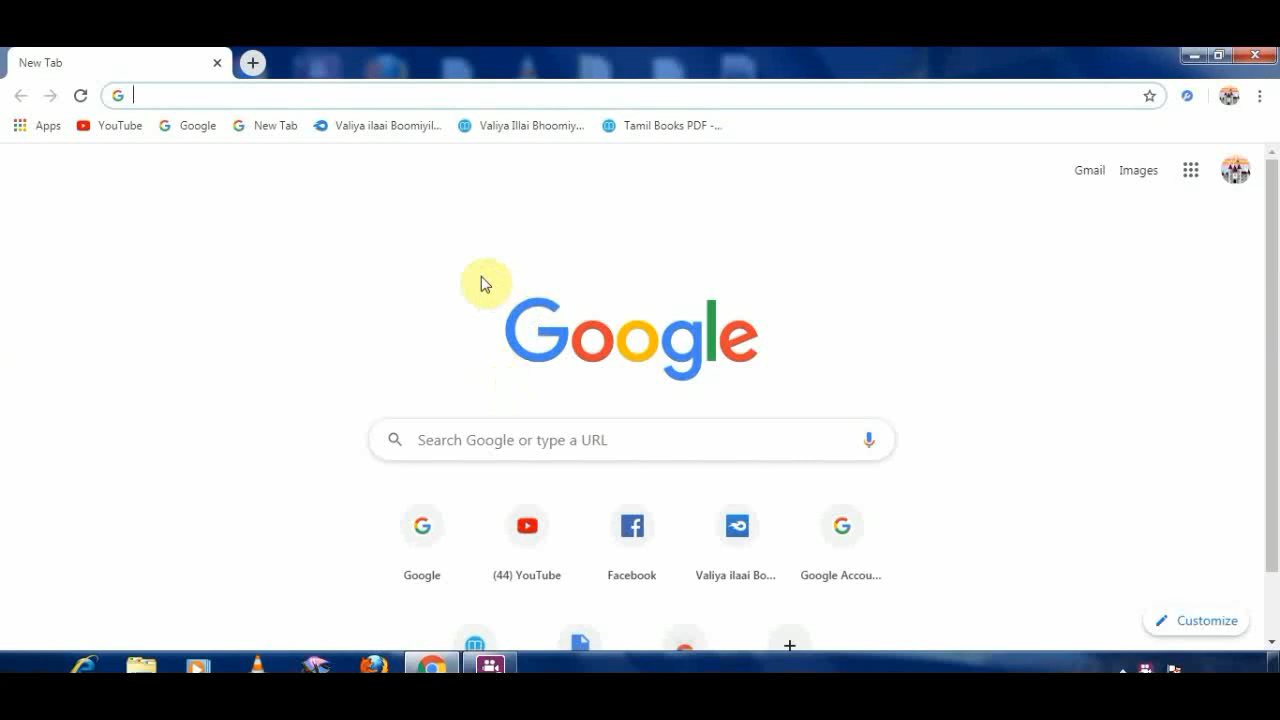 New Tab
Apps YouTube Google New Tab Valiya ilaai Boomiyil... Valiya Illai Bhoomiy... Tamil Books PDF -...
Gmail Images
Google
Search Google or type a URL
Google (44) YouTube Facebook Valiya ilaai Bo... Google Accou...
Customize